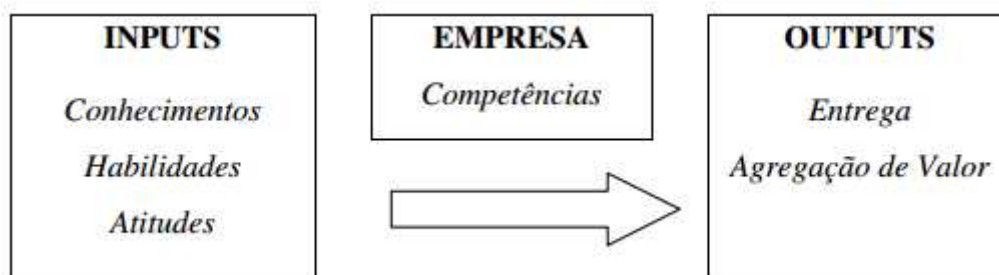 INPUTS
Conhecimentos
Habilidades
Atitudes
EMPRESA
Competências
OUTPUTS
Entrega
Agregação de Valor